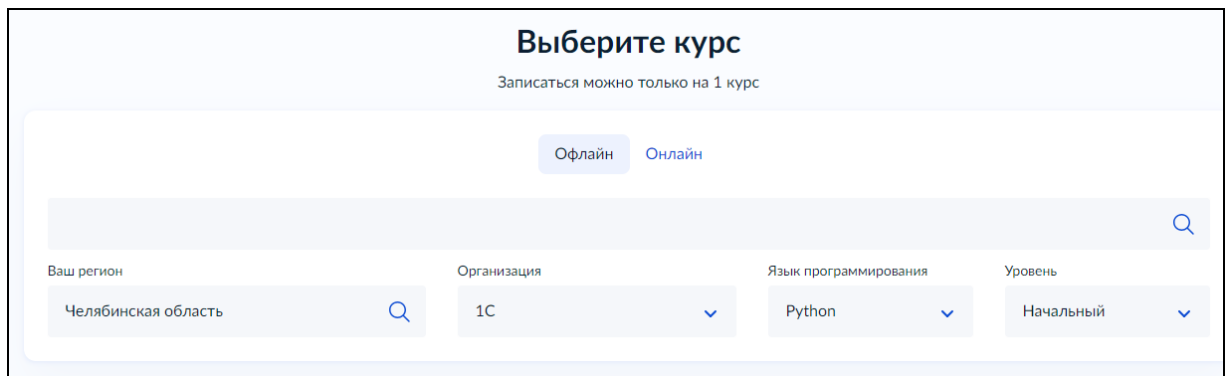 Выберите курс
Записаться можно только на 1 курс
Офлайн Онлайн
Ваш регион Организация Язык программирования Уровень
Челябинская область 1С Python Начальный